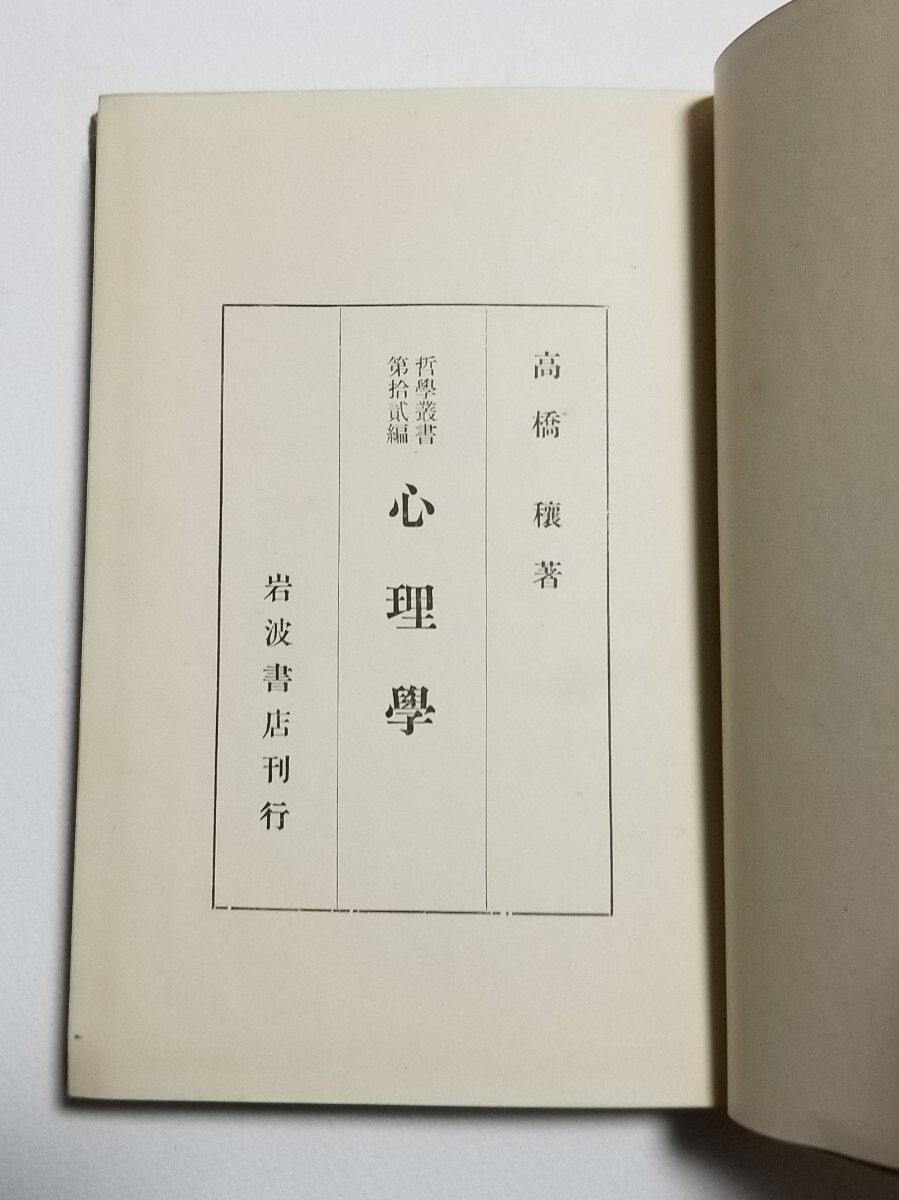 高橋穰著
哲學叢書
第拾貳編
心理學
岩波書店刊行